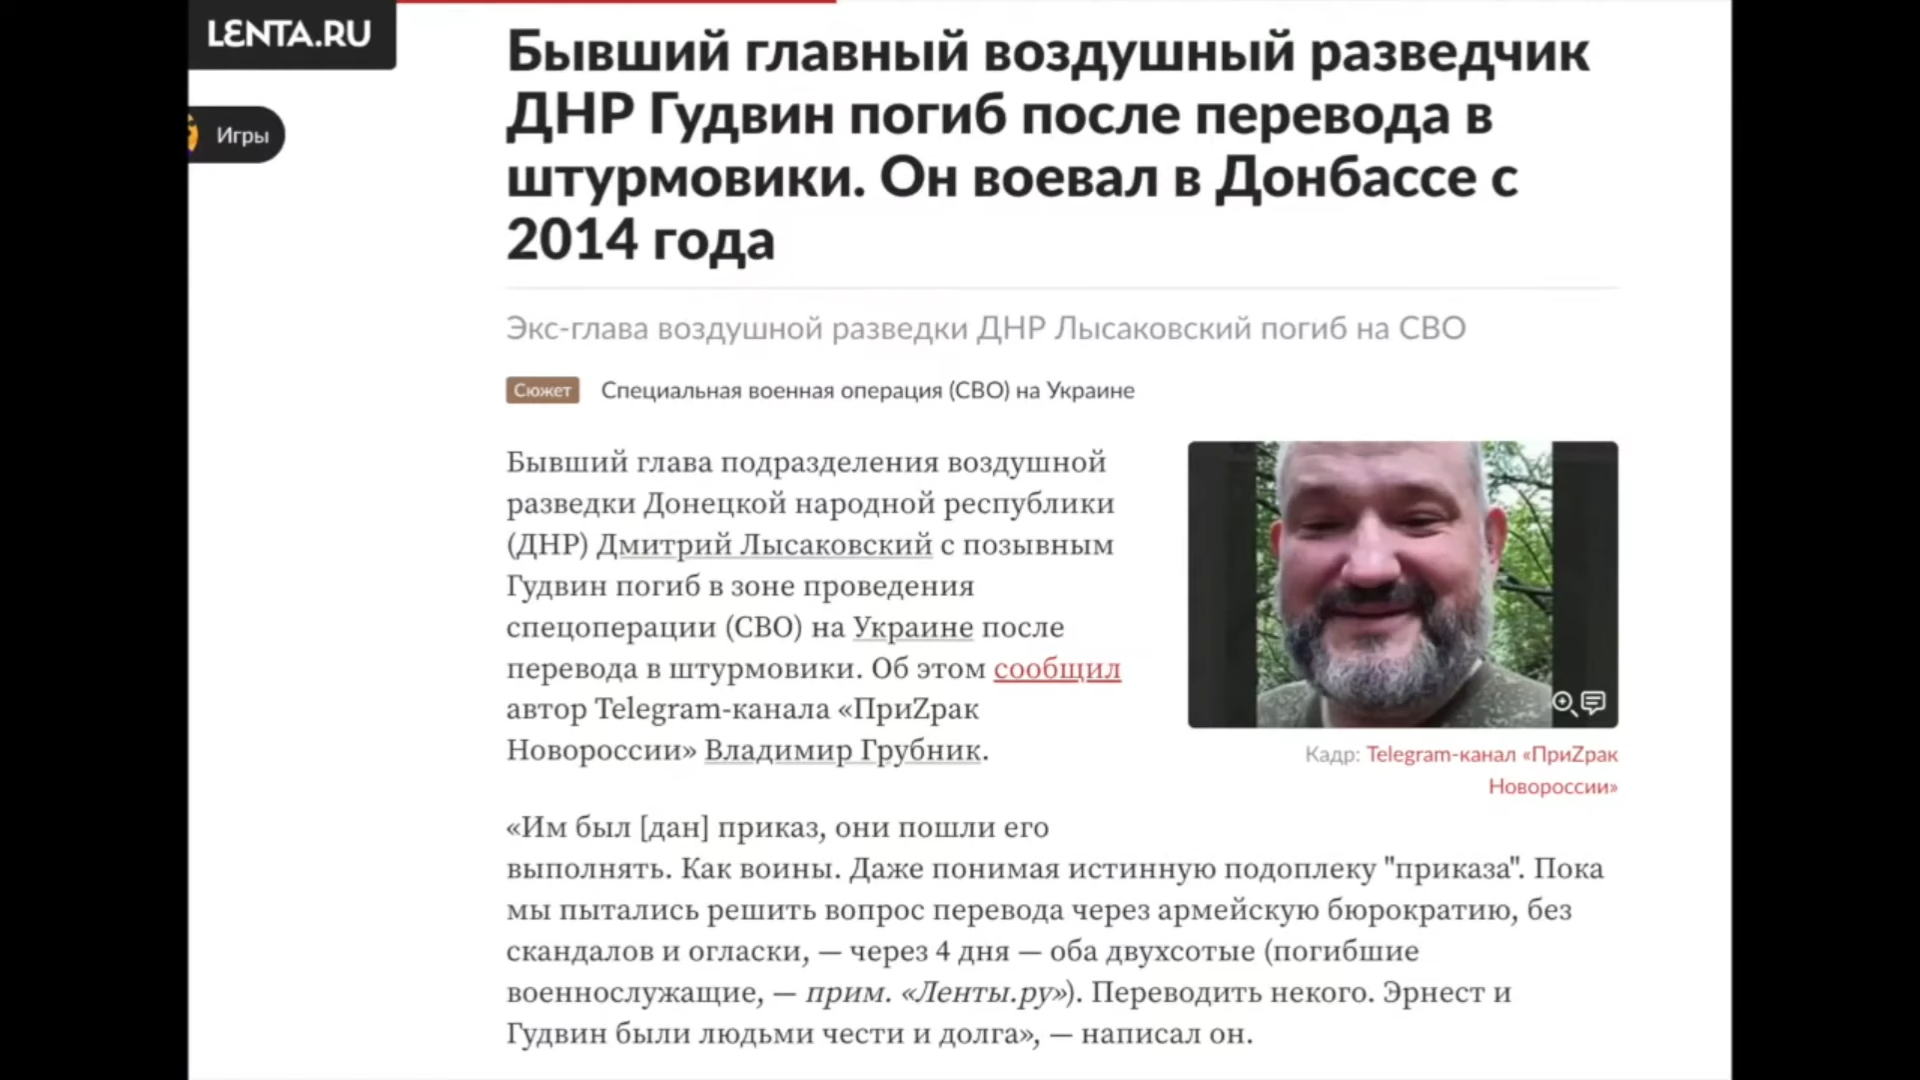 LENTA.RU
Игры
Бывший главный воздушный разведчик
ДНР Гудвин погиб после перевода в
штурмовики. Он воевал в Донбассе с
2014 года
Экс-глава воздушной разведки ДНР Лысаковский погиб на СВО
Сюжет Специальная военная операция (СВО) на Украине
Бывший глава подразделения воздушной
разведки Донецкой народной республики
(ДНР) Дмитрий Лысаковский с позывным
Гудвин погиб в зоне проведения
спецоперации (СВО) на Украине после
перевода в штурмовики. Об этом сообщил
автор Telegram-канала «ПриZрак
Новороссии» Владимир Грубник.
Кадр: Telegram-канал «ПриZрак
Новороссии»
«Им был [дан] приказ, они пошли его
выполнять. Как воины. Даже понимая истинную подоплеку "приказа". Пока
мы пытались решить вопрос перевода через армейскую бюрократию, без
скандалов и огласки, — через 4 дня — оба двухсотые (погибшие
военнослужащие, — прим. «Ленты.ру»). Переводить некого. Эрнест и
Гудвин были людьми чести и долга», — написал он.